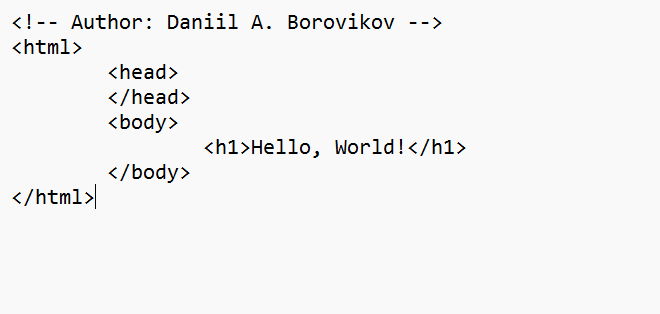 <!-- Author: Daniil A. Borovikov -->
<html>
	<head>
	</head>
	<body>
		<h1>Hello, World!</h1>
	</body>
</html>